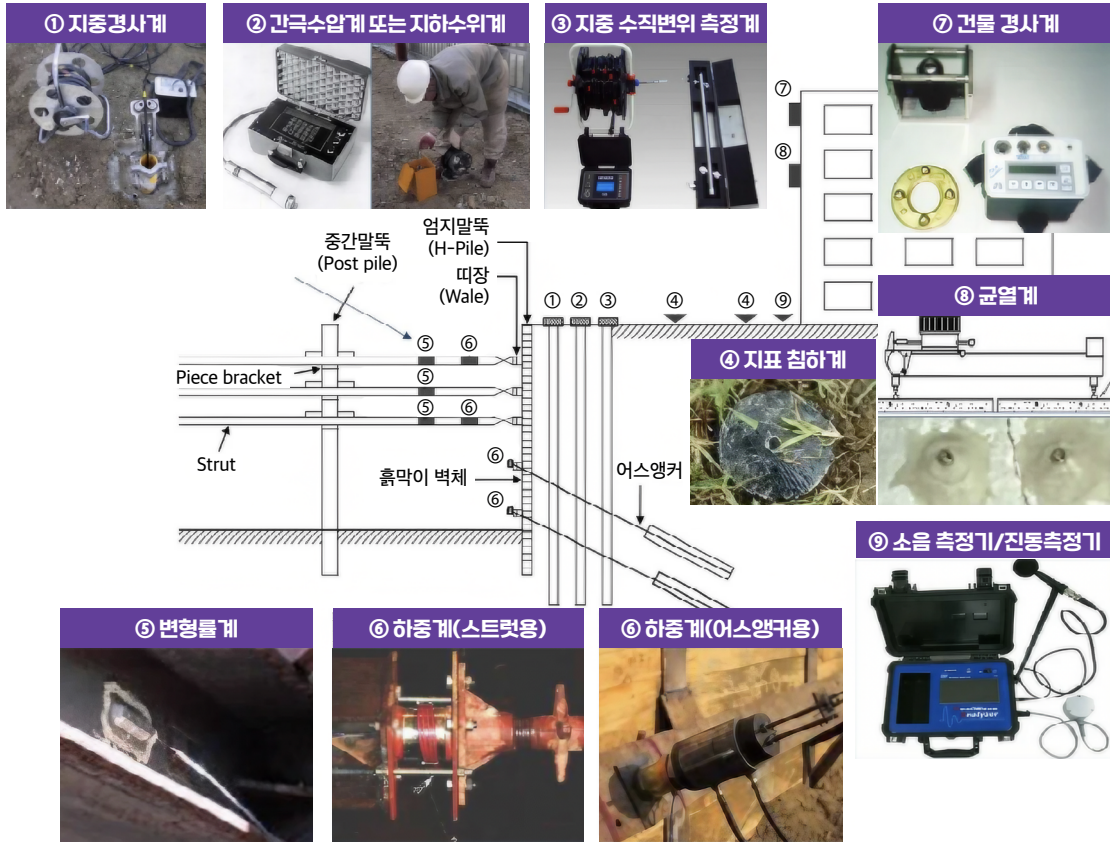 ① 지중경사계
② 간극수압계 또는 지하수위계
③ 지중 수직변위 측정계
⑦ 건물 경사계
⑦
⑧
중간말뚝
(Post pile)
엄지말뚝
(H-Pile)
띠장
(Wale)
① ② ③ ④ ④ ⑨
⑧ 균열계
⑤ ⑥
Piece bracket
⑤
⑤ ⑥
Strut
④ 지표 침하계
⑥
흙막이 벽체
어스앵커
⑥
⑨ 소음 측정기/진동측정기
⑤ 변형률계
⑥ 하중계(스트럿용)
⑥ 하중계(어스앵커용)